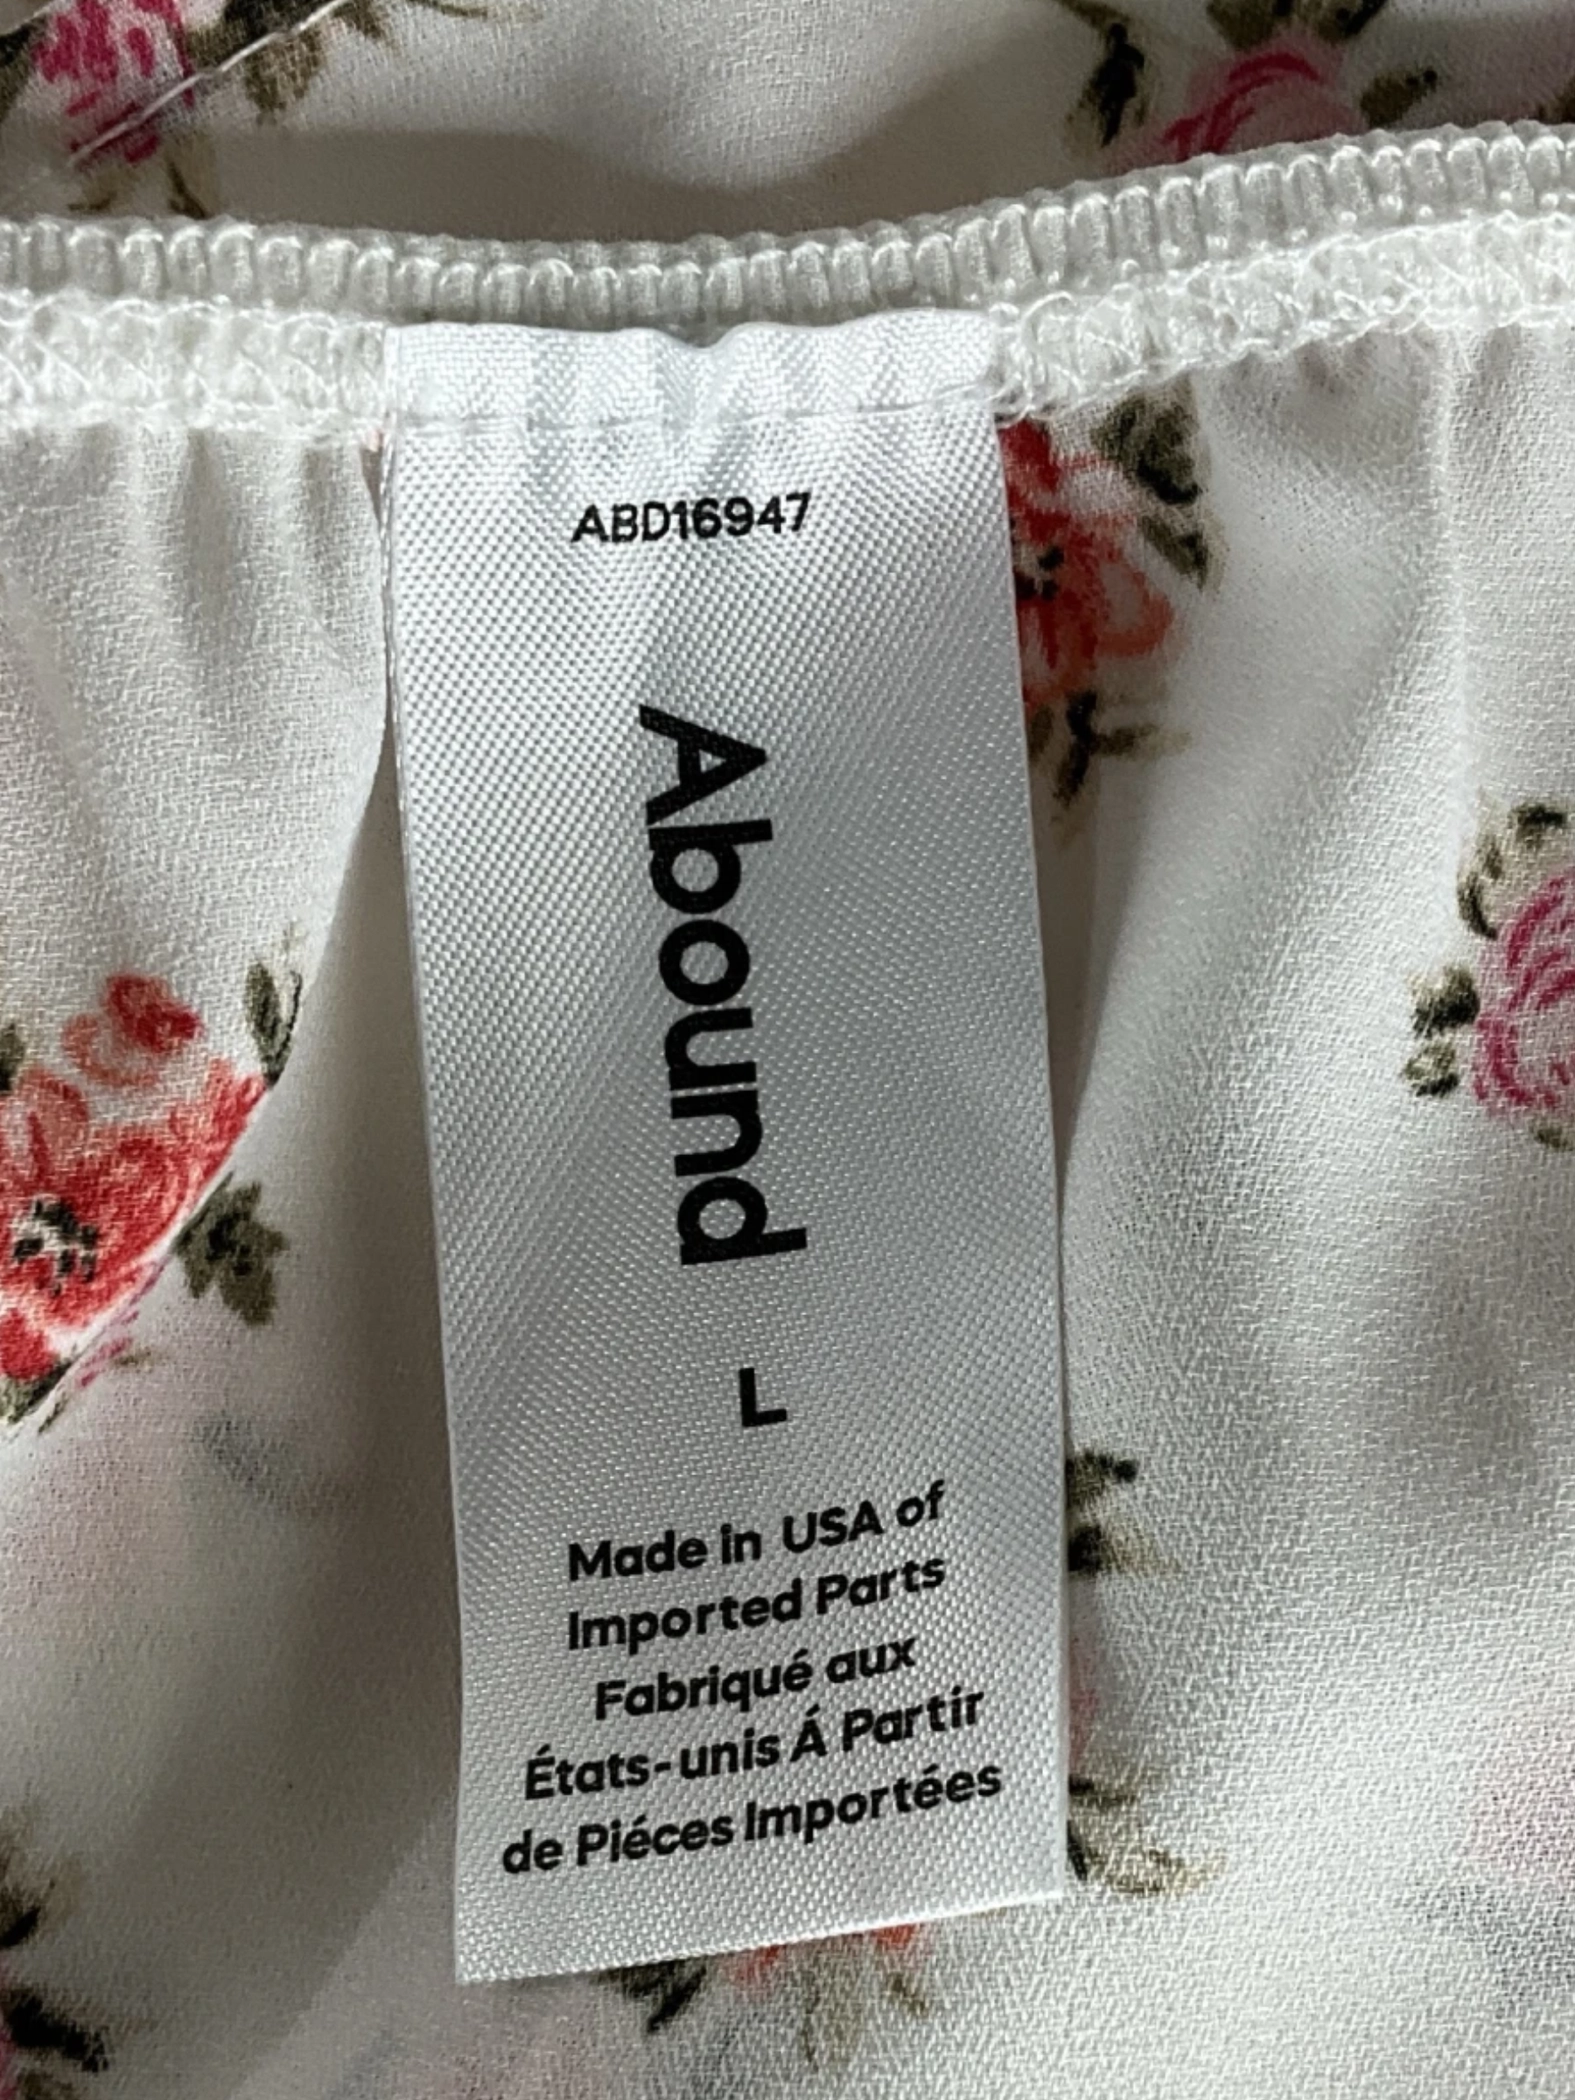 ABD16947
Abound
L
Made in USA of
Imported Parts
Fabriqué aux
États-unis Á Partir
de Piéces Importées